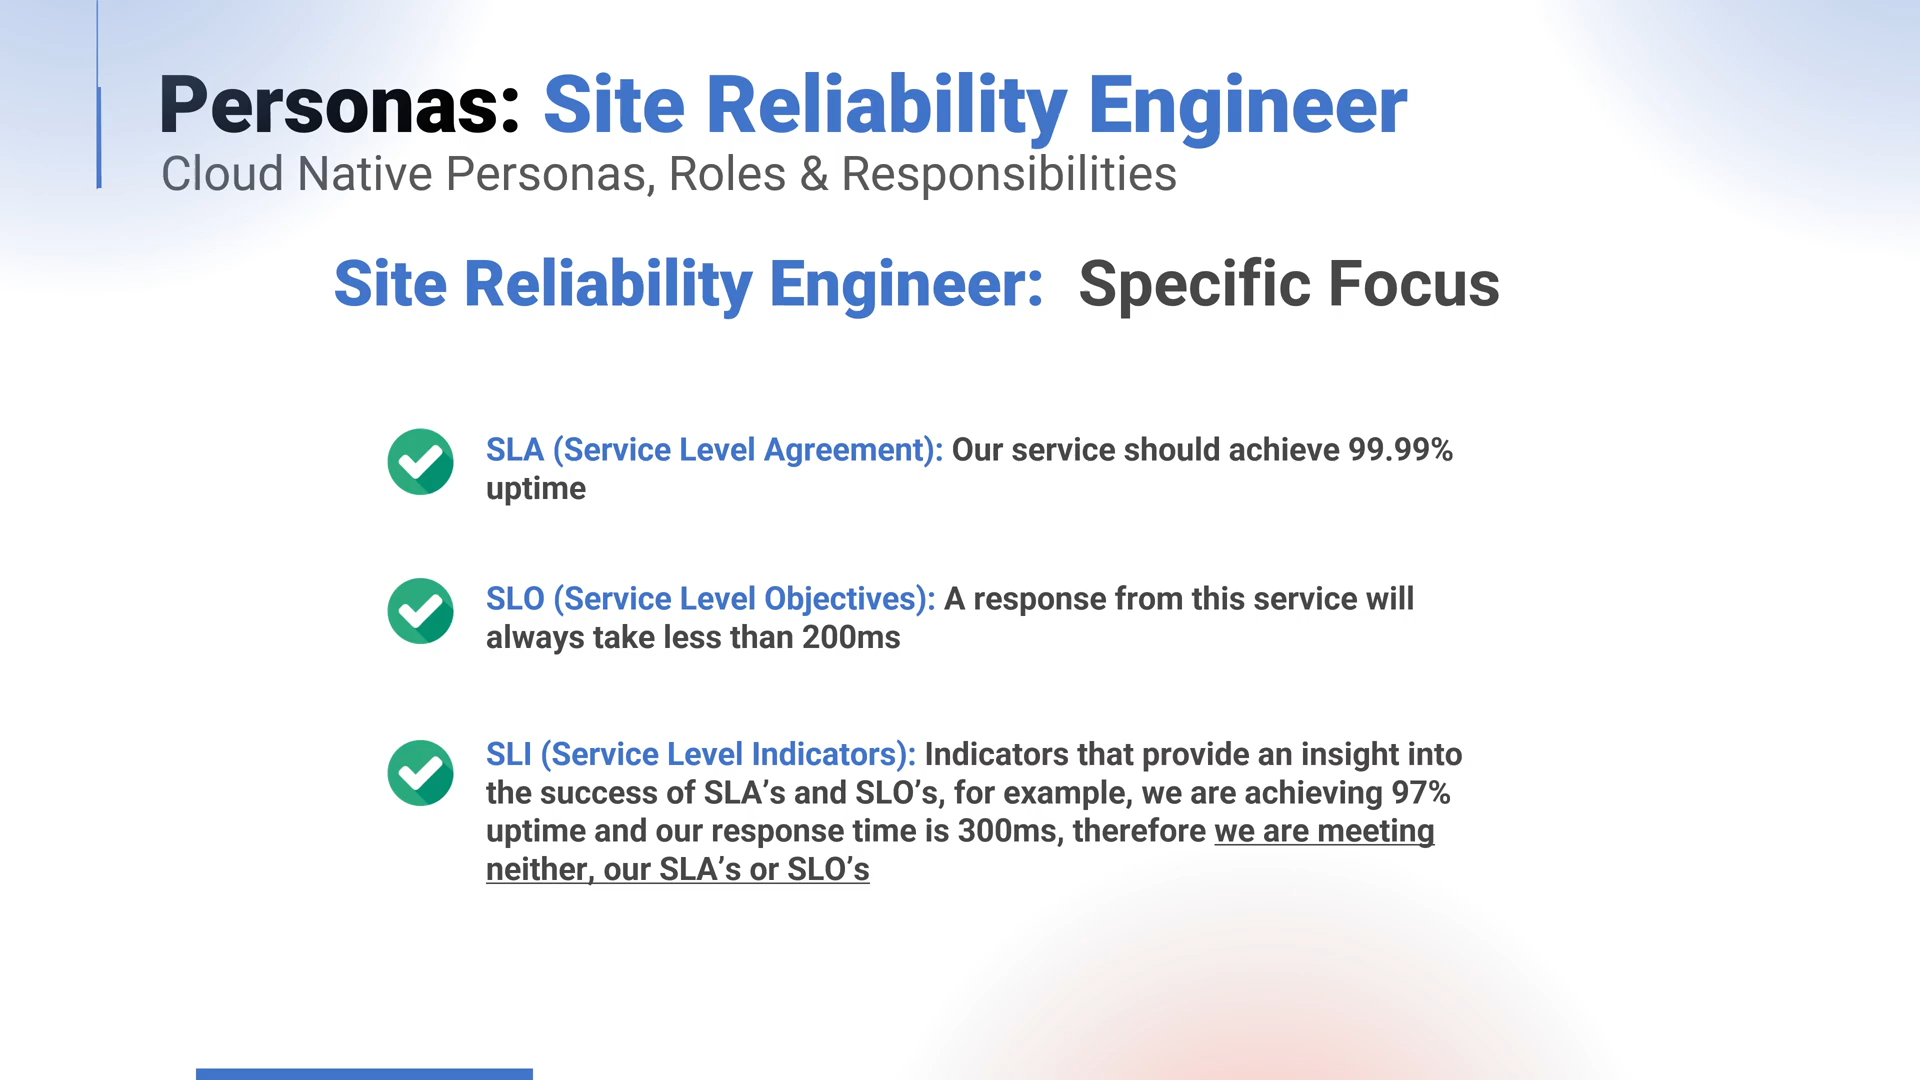 Personas: Site Reliability Engineer
Cloud Native Personas, Roles & Responsibilities
Site Reliability Engineer: Specific Focus
SLA (Service Level Agreement): Our service should achieve 99.99%
uptime
SLO (Service Level Objectives): A response from this service will
always take less than 200ms
SLI (Service Level Indicators): Indicators that provide an insight into
the success of SLA’s and SLO’s, for example, we are achieving 97%
uptime and our response time is 300ms, therefore we are meeting
neither, our SLA’s or SLO’s